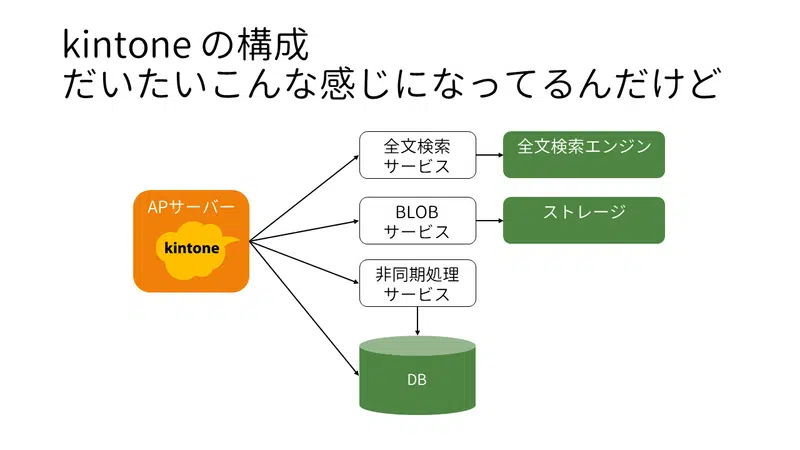 kintone の構成
だいたいこんな感じになってるんだけど
全文検索
サービス
全文検索エンジン
APサーバー
kintone
BLOB
サービス
ストレージ
非同期処理
サービス
DB